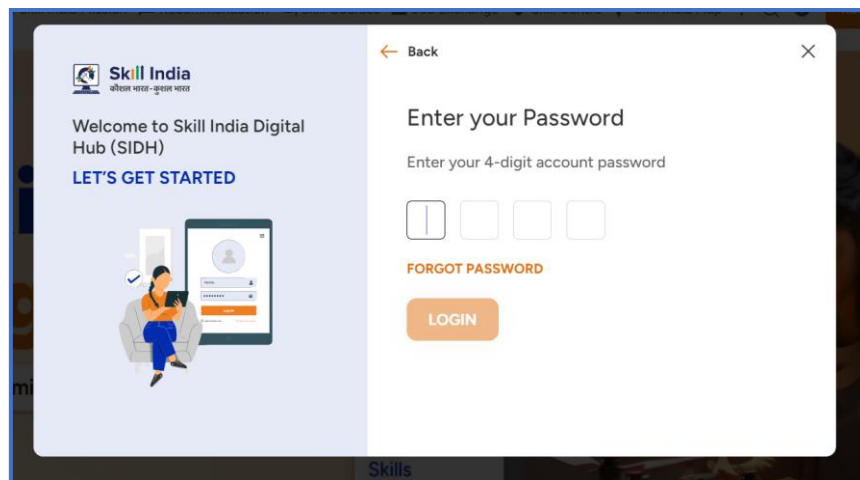 Skill India
कौशल भारत-कुशल भारत
Welcome to Skill India Digital
Hub (SIDH)
LET'S GET STARTED
← Back
Enter your Password
Enter your 4-digit account password
FORGOT PASSWORD
LOGIN
Skills